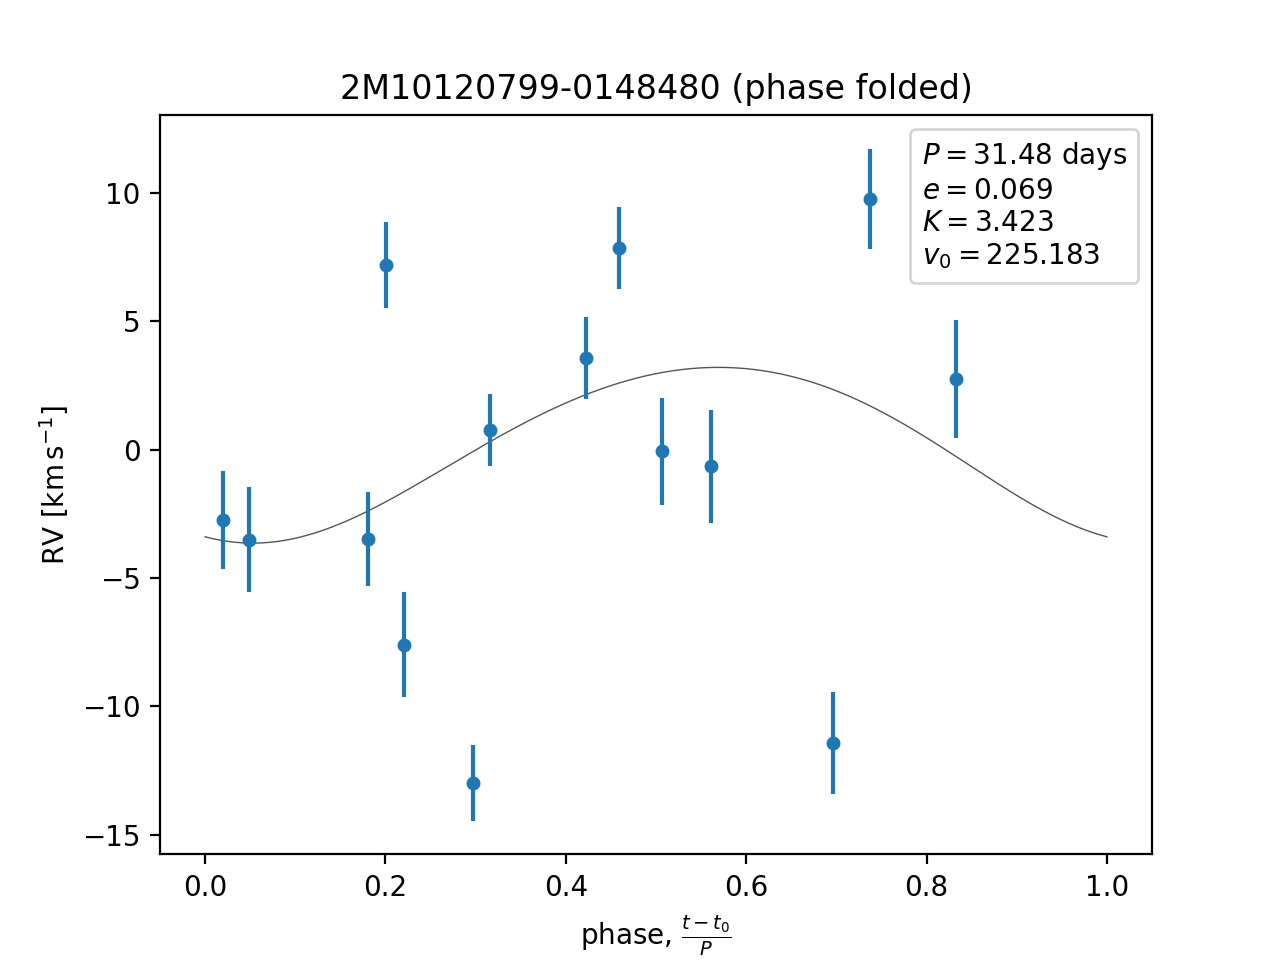 2M10120799-0148480 (phase folded)
P = 31.48 days
e = 0.069
K = 3.423
v₀ = 225.183
RV [km s⁻¹]
10
5
0
−5
−10
−15
0.0 0.2 0.4 0.6 0.8 1.0
phase, (t − t₀)/P